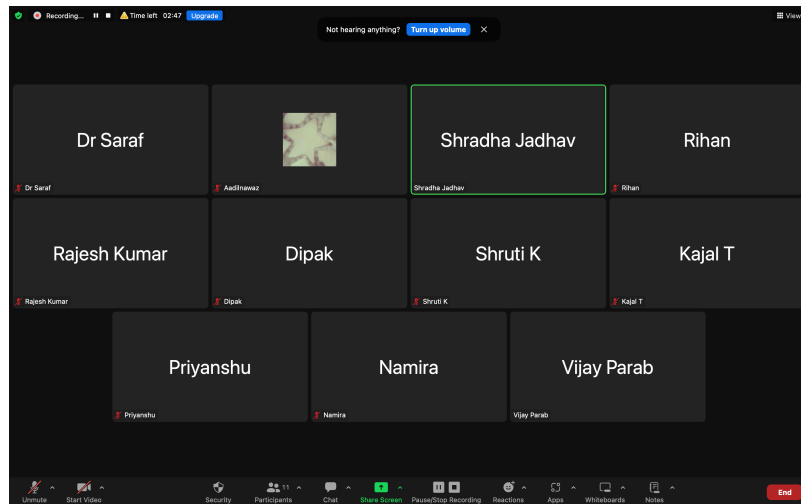 Recording... Time left 02:47 Upgrade
View
Not hearing anything? Turn up volume
Dr Saraf
Dr Saraf
Aadilnawaz
Shradha Jadhav
Shradha Jadhav
Rihan
Rihan
Rajesh Kumar
Rajesh Kumar
Dipak
Dipak
Shruti K
Shruti K
Kajal T
Kajal T
Priyanshu
Priyanshu
Namira
Namira
Vijay Parab
Vijay Parab
Unmute Start Video Security Participants 11 Chat Share Screen Pause/Stop Recording Reactions Apps Whiteboards Notes End